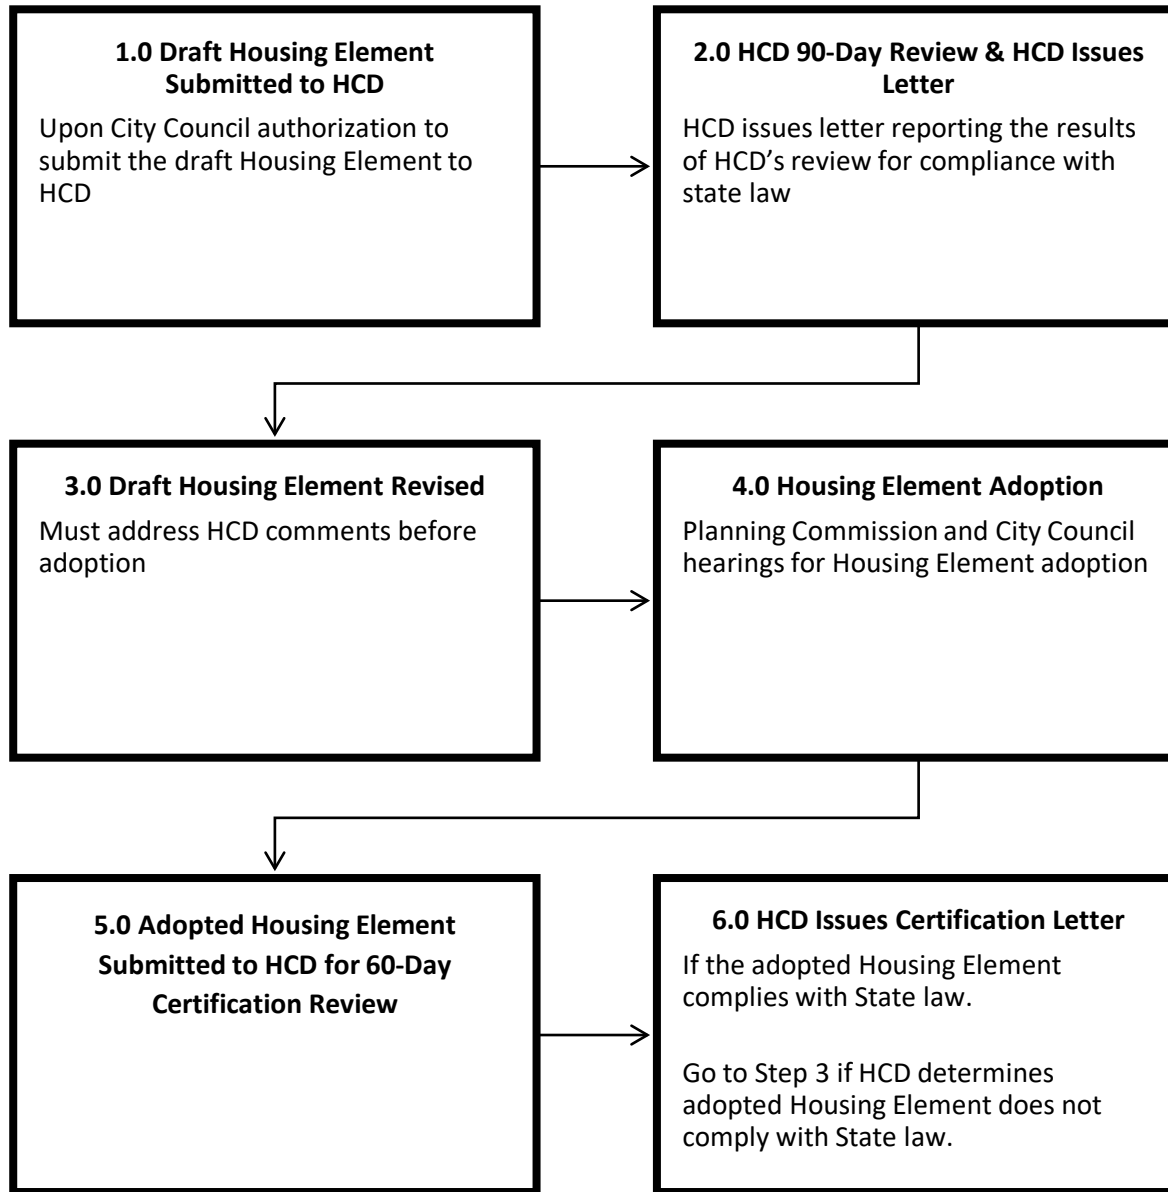 1.0 Draft Housing Element
Submitted to HCD
Upon City Council authorization to
submit the draft Housing Element to
HCD
2.0 HCD 90-Day Review & HCD Issues
Letter
HCD issues letter reporting the results
of HCD’s review for compliance with
state law
3.0 Draft Housing Element Revised
Must address HCD comments before
adoption
4.0 Housing Element Adoption
Planning Commission and City Council
hearings for Housing Element adoption
5.0 Adopted Housing Element
Submitted to HCD for 60-Day
Certification Review
6.0 HCD Issues Certification Letter
If the adopted Housing Element
complies with State law.
Go to Step 3 if HCD determines
adopted Housing Element does not
comply with State law.